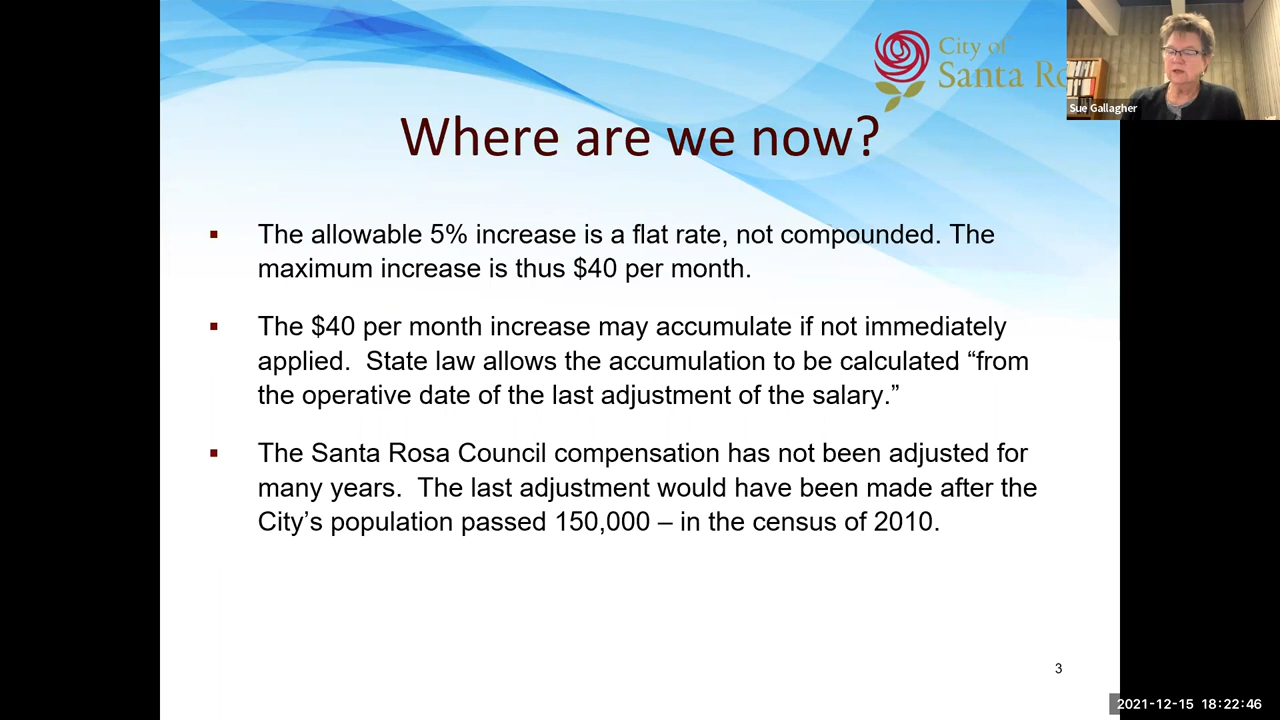 City of
Santa Ro
Sue Gallagher
Where are we now?
▪ The allowable 5% increase is a flat rate, not compounded. The
maximum increase is thus $40 per month.
▪ The $40 per month increase may accumulate if not immediately
applied.  State law allows the accumulation to be calculated “from
the operative date of the last adjustment of the salary.”
▪ The Santa Rosa Council compensation has not been adjusted for
many years.  The last adjustment would have been made after the
City’s population passed 150,000 – in the census of 2010.
3
2021-12-15 18:22:46